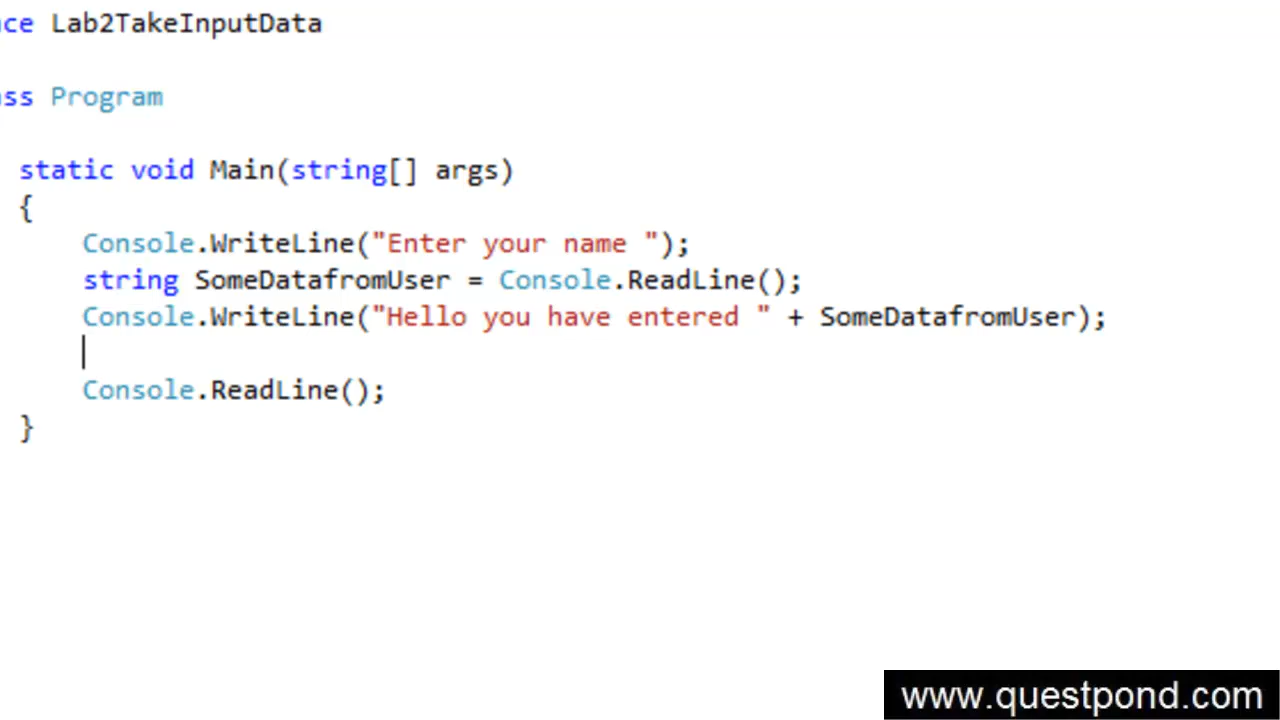 ce Lab2TakeInputData
ss Program
static void Main(string[] args)
{
Console.WriteLine("Enter your name ");
string SomeDatafromUser = Console.ReadLine();
Console.WriteLine("Hello you have entered " + SomeDatafromUser);
Console.ReadLine();
}
www.questpond.com